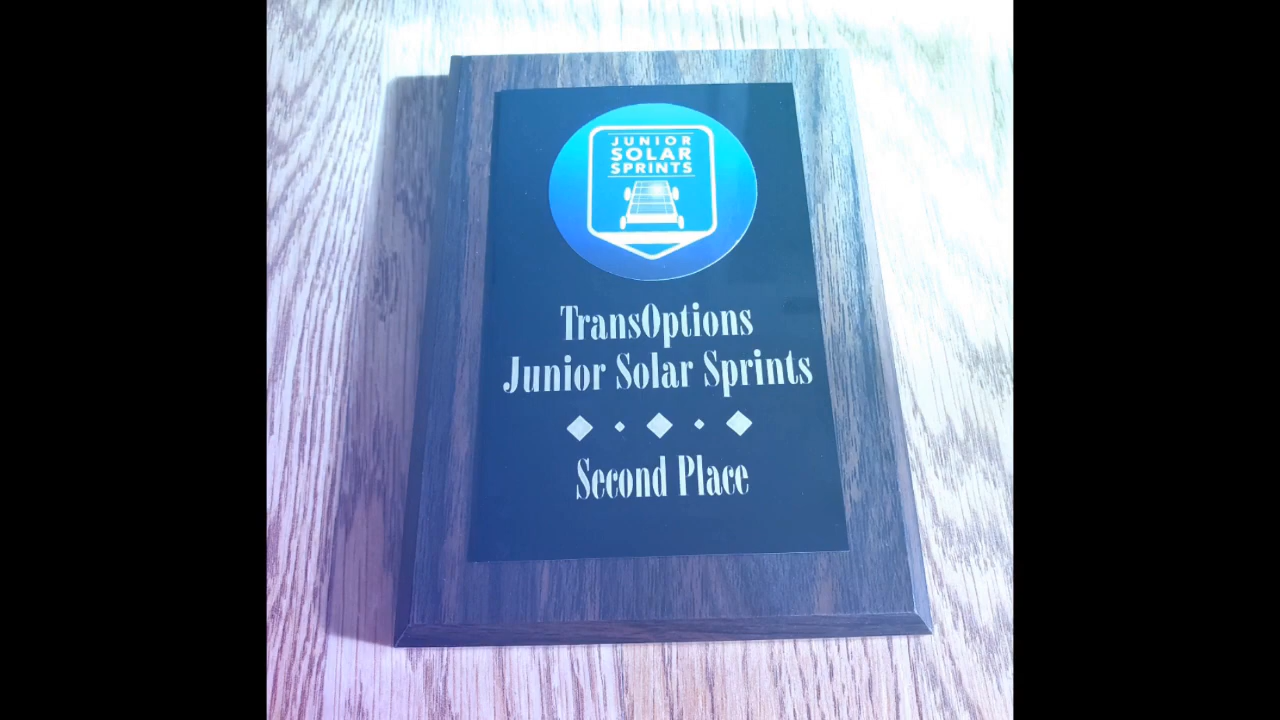 JUNIOR
SOLAR
SPRINTS
TransOptions
Junior Solar Sprints
Second Place